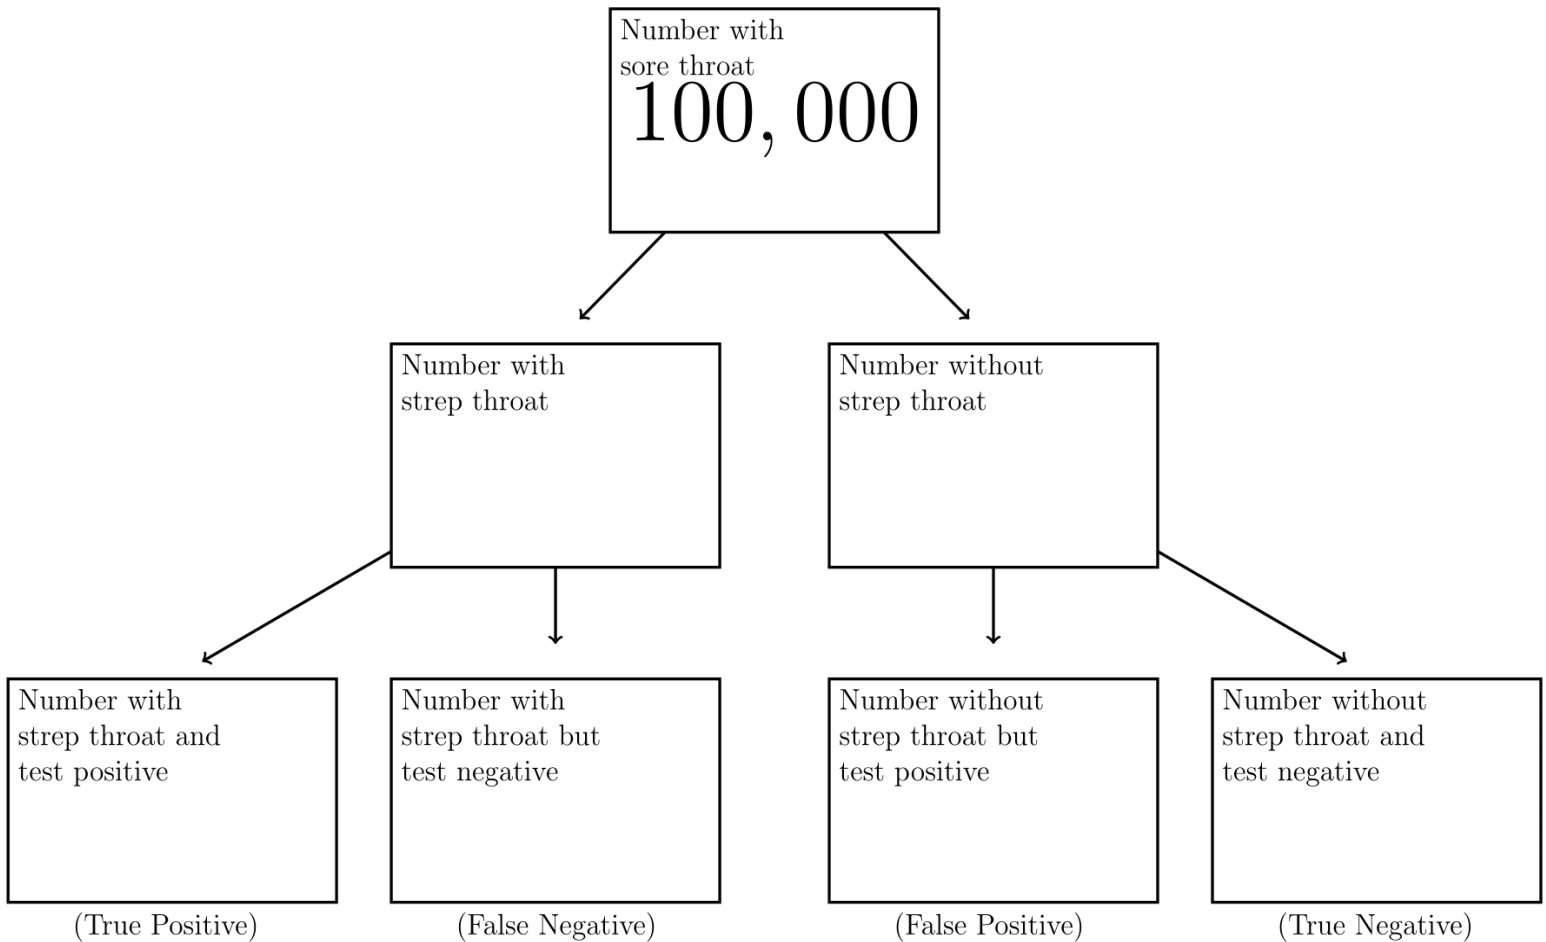 Number with
sore throat
100, 000
Number with
strep throat
Number without
strep throat
Number with
strep throat and
test positive
Number with
strep throat but
test negative
Number without
strep throat but
test positive
Number without
strep throat and
test negative
(True Positive)
(False Negative)
(False Positive)
(True Negative)